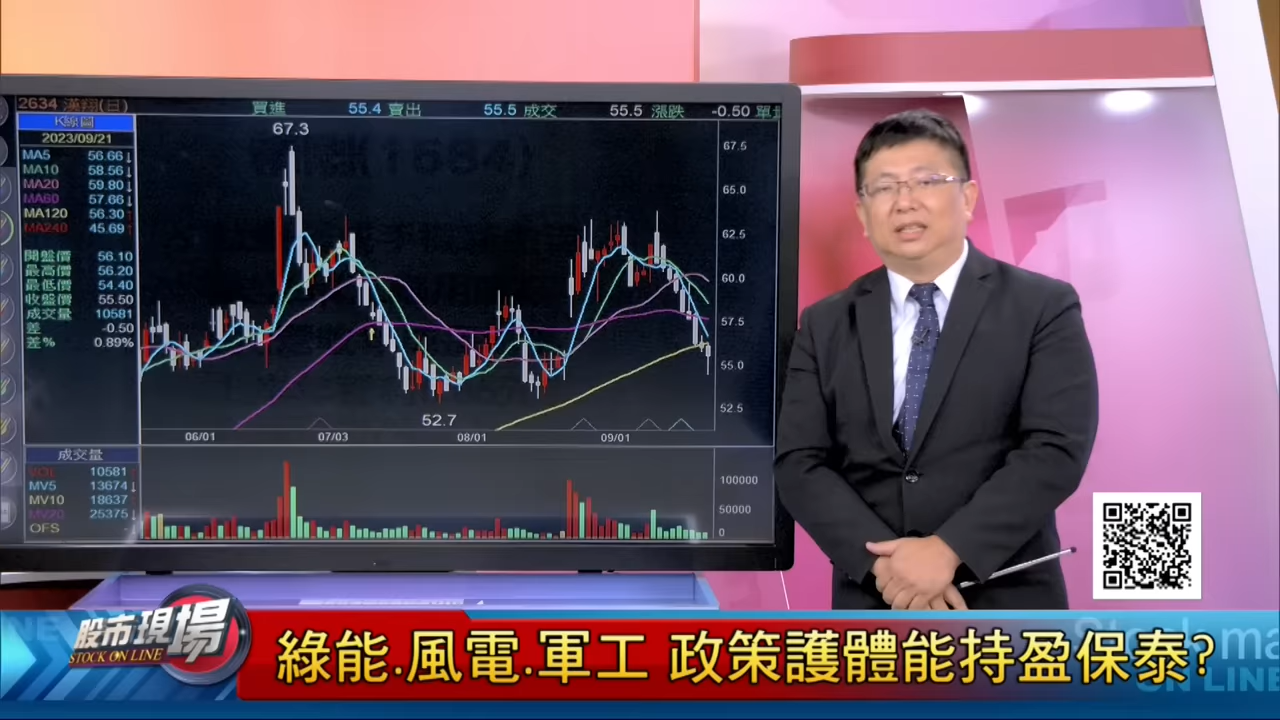 2634 漢翔(日) 買進 55.4 賣出 55.5 成交 55.5 漲跌 -0.50 單量
K線圖
2023/09/21
MA5 56.66↓
MA10 58.56↓
MA20 59.80↓
MA60 57.66↓
MA120 56.30↑
MA240 45.69↑
開盤價 56.10
最高價 56.20
最低價 54.40
收盤價 55.50
成交量 10581
差 -0.50
差% 0.89%
67.3
52.7
67.5
65.0
62.5
60.0
57.5
55.0
52.5
06/01 07/03 08/01 09/01
成交量
VOL 10581↑
MV5 13674↓
MV10 18637
MV20 25375↓
OFS
100000
50000
0
股市現場
STOCK ON LINE
綠能.風電.軍工 政策護體能持盈保泰?
ON LINE